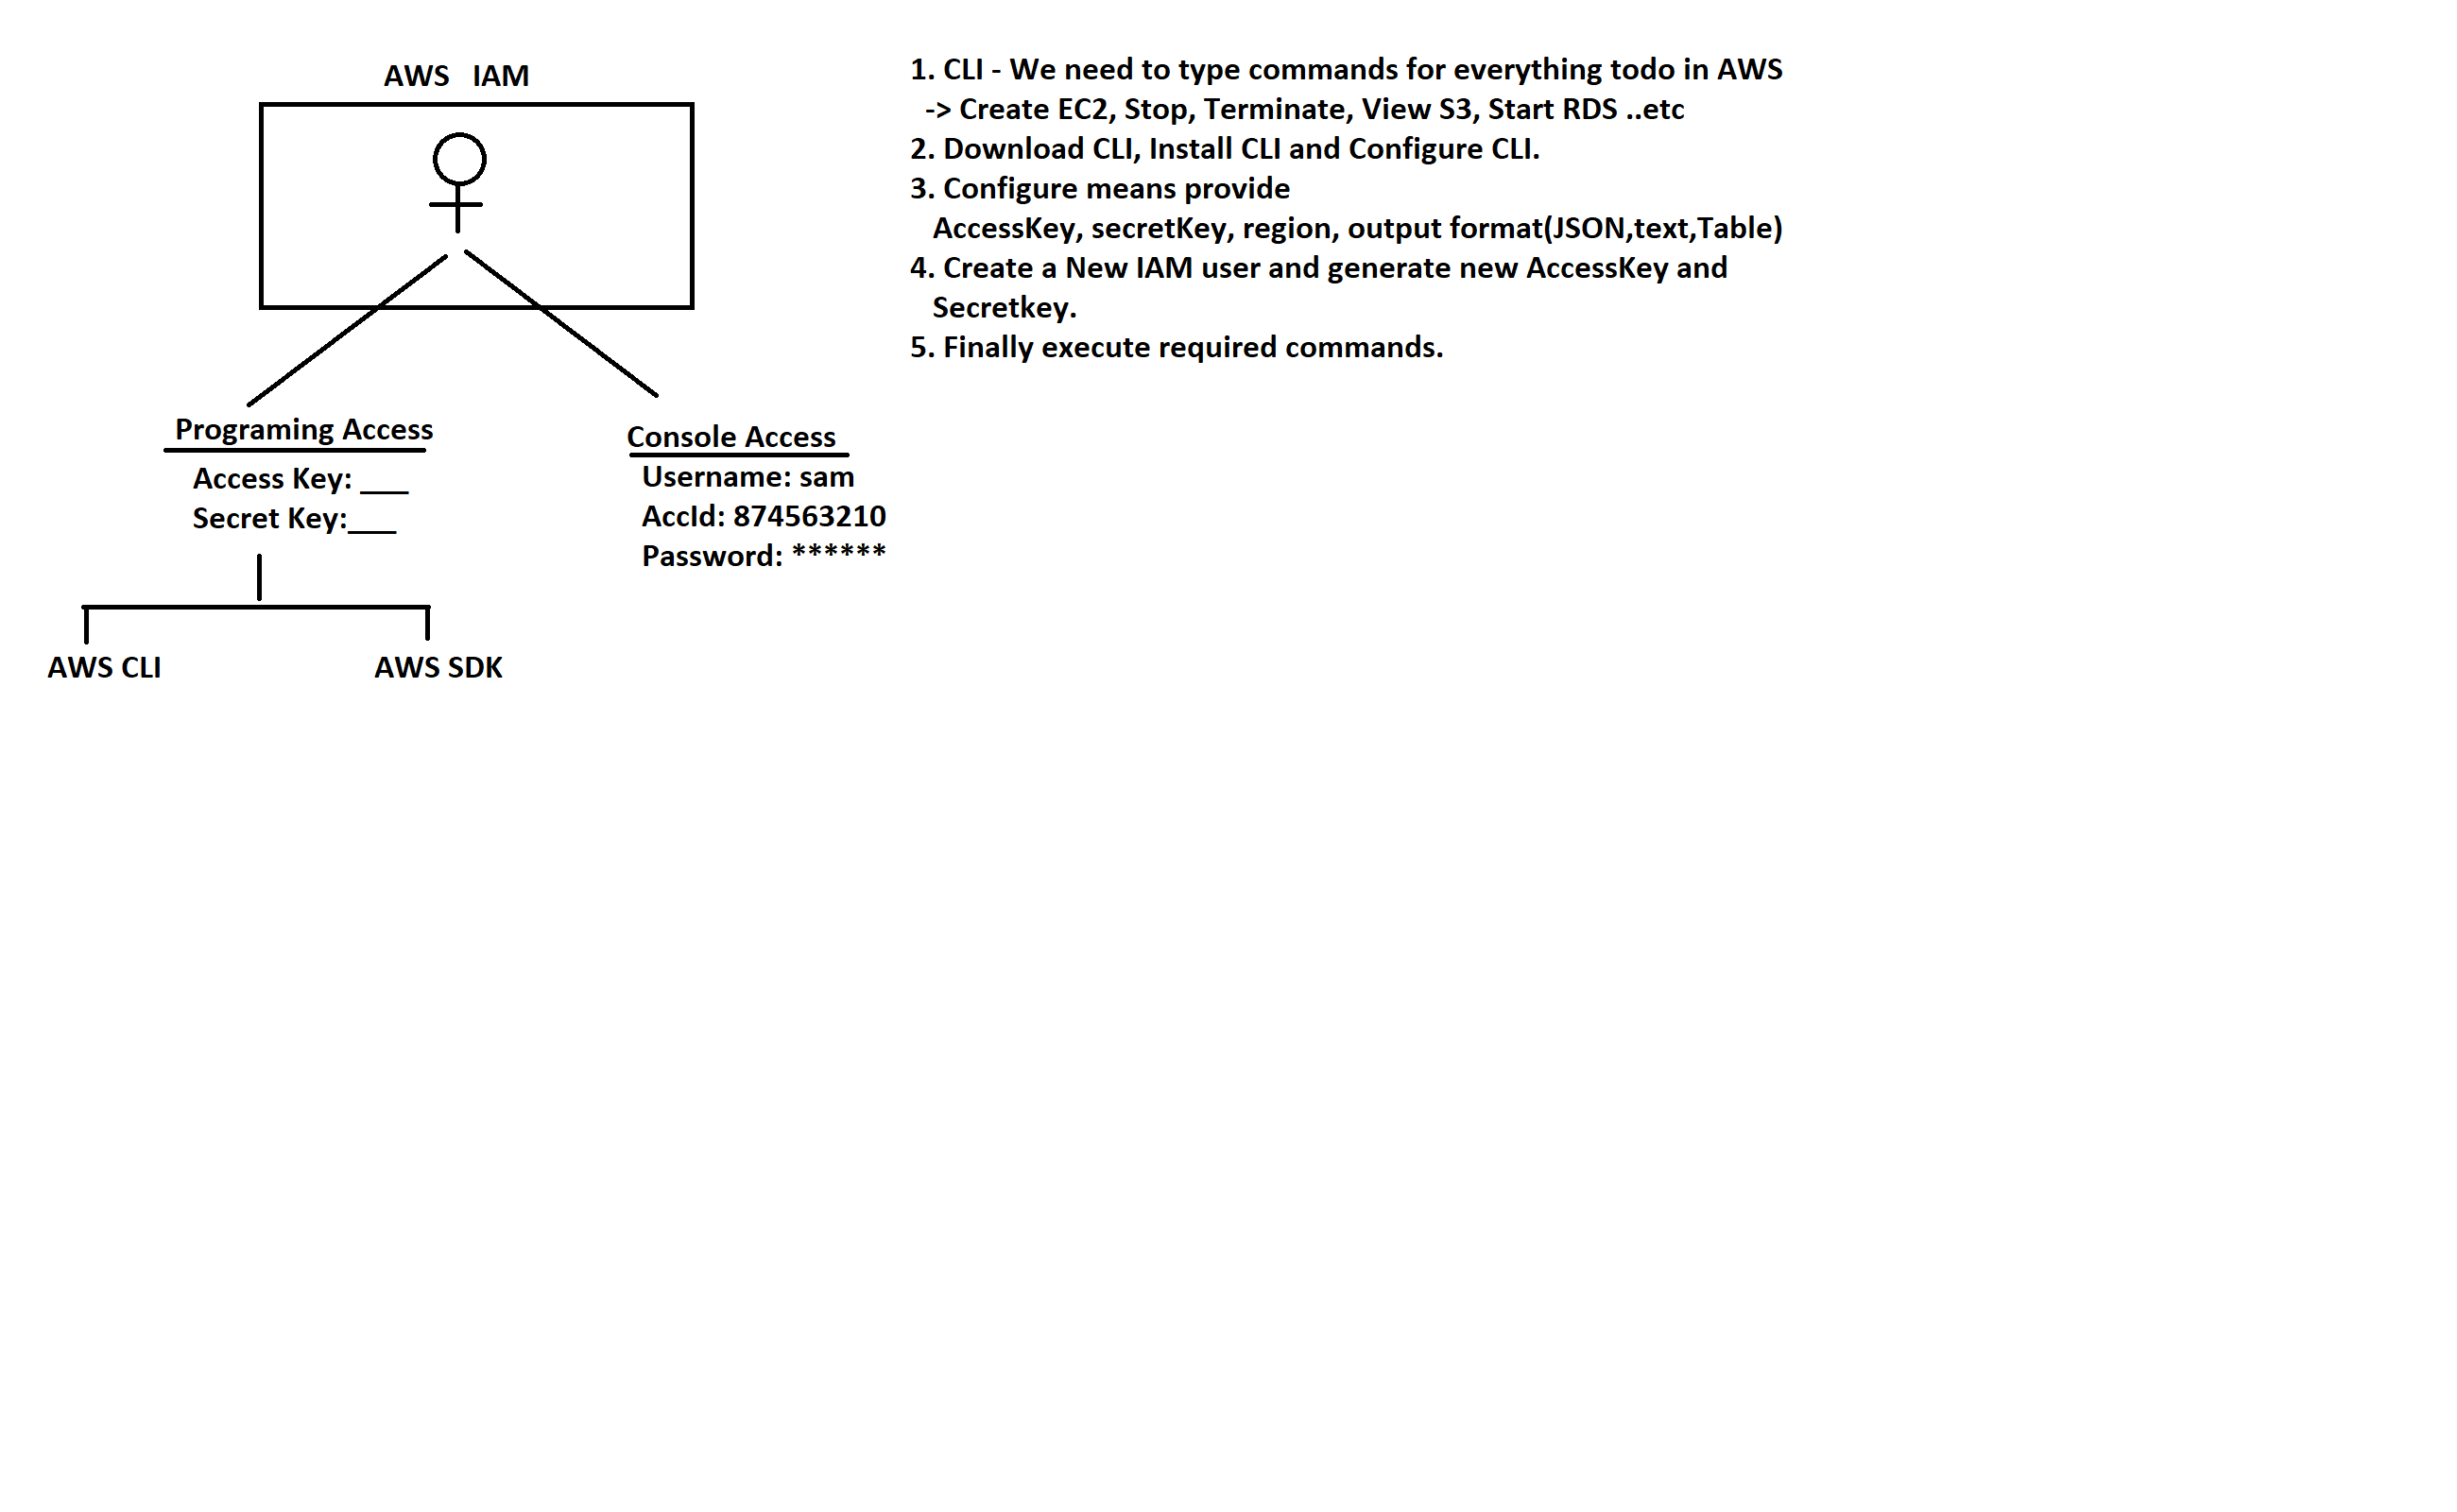 AWS IAM
Programing Access
Access Key: ___
Secret Key:___
AWS CLI
AWS SDK
Console Access
Username: sam
AccId: 874563210
Password: ******
1. CLI - We need to type commands for everything todo in AWS
-> Create EC2, Stop, Terminate, View S3, Start RDS ..etc
2. Download CLI, Install CLI and Configure CLI.
3. Configure means provide
AccessKey, secretKey, region, output format(JSON,text,Table)
4. Create a New IAM user and generate new AccessKey and
Secretkey.
5. Finally execute required commands.